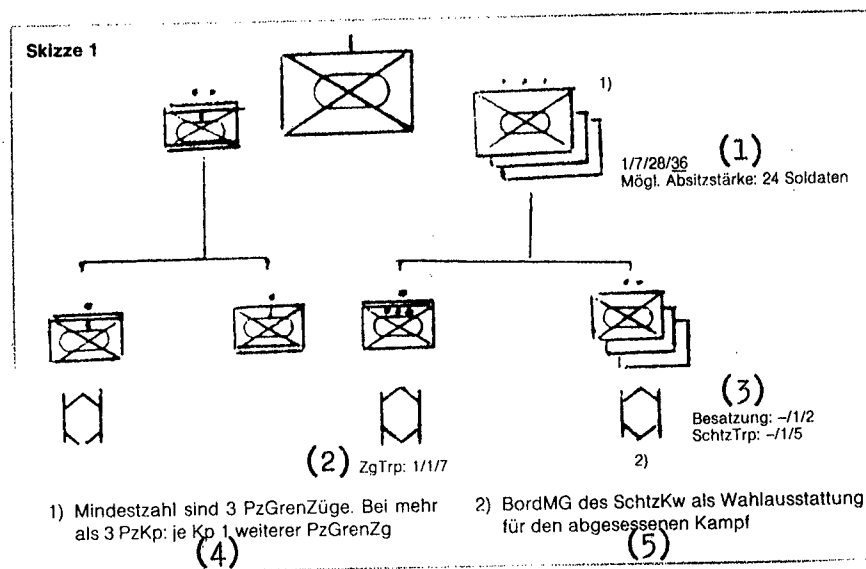 Skizze 1
1)
1/7/28/36 (1)
Mögl. Absitzstärke: 24 Soldaten
(3)
Besatzung: –/1/2
SchtzTrp: –/1/5
(2) ZgTrp: 1/1/7
2)
1) Mindestzahl sind 3 PzGrenZüge. Bei mehr
als 3 PzKp: je Kp 1 weiterer PzGrenZg
(4)
2) BordMG des SchtzKw als Wahlausstattung
für den abgesessenen Kampf
(5)